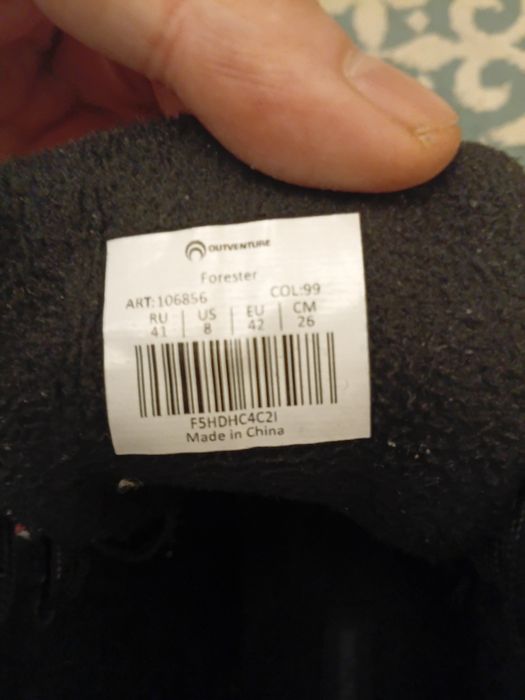 OUTVENTURE
Forester
ART:106856 COL:99
RU | US | EU | CM
41 | 8 | 42 | 26
F5HDHC4C2I
Made in China